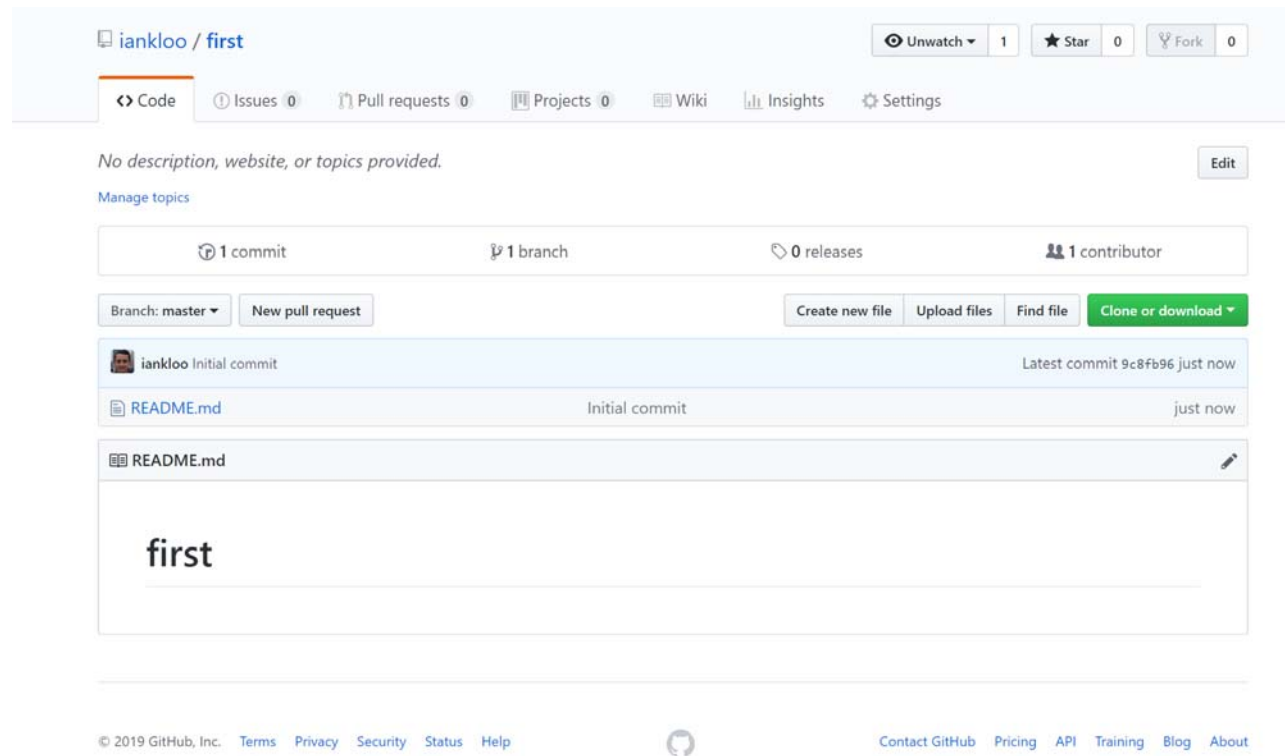 iankloo / first
Unwatch 1 Star 0 Fork 0
Code Issues 0 Pull requests 0 Projects 0 Wiki Insights Settings
No description, website, or topics provided. Edit
Manage topics
1 commit 1 branch 0 releases 1 contributor
Branch: master New pull request Create new file Upload files Find file Clone or download
iankloo Initial commit Latest commit 9c8fb96 just now
README.md Initial commit just now
README.md
first
© 2019 GitHub, Inc. Terms Privacy Security Status Help Contact GitHub Pricing API Training Blog About